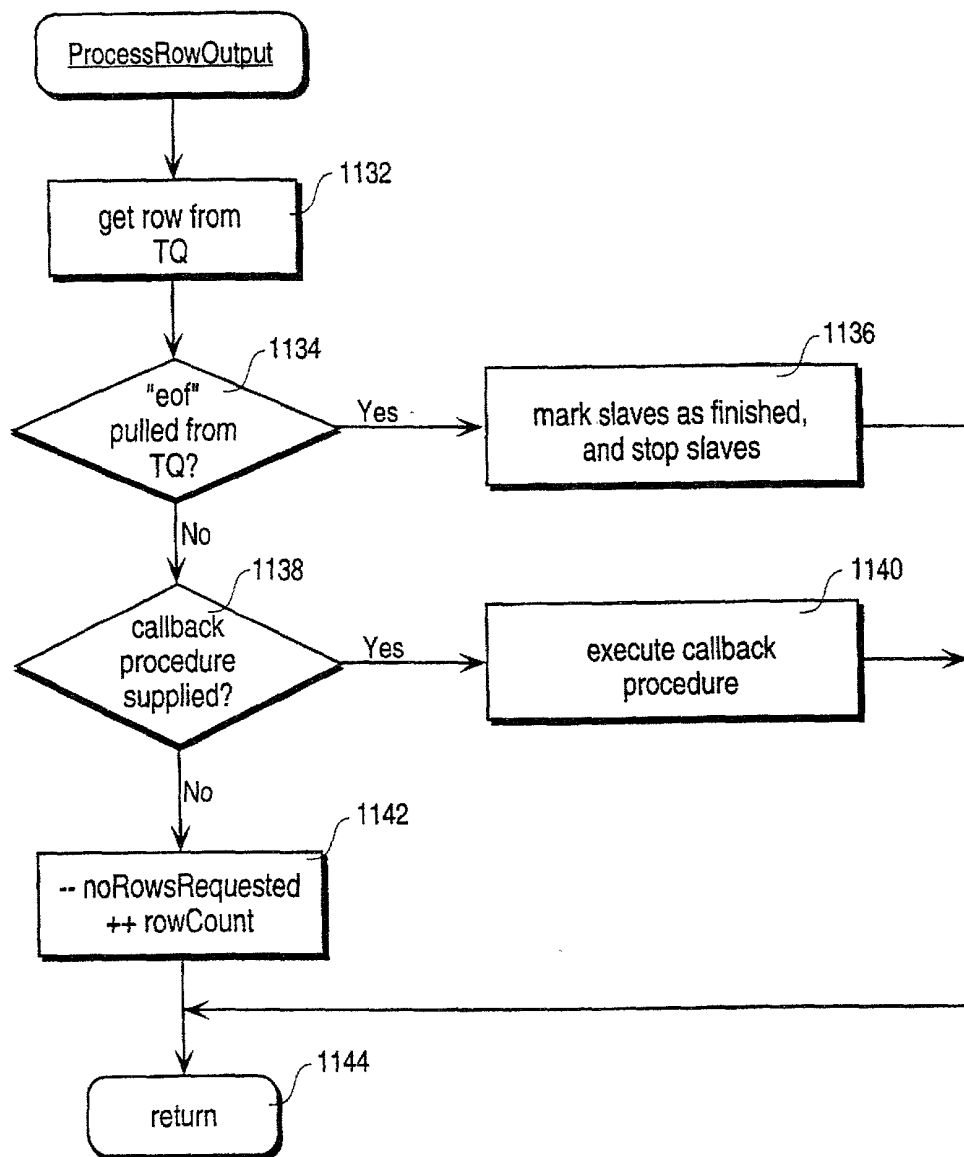 ProcessRowOutput
1132
get row from
TQ
1134
"eof"
pulled from
TQ?
Yes
1136
mark slaves as finished,
and stop slaves
No
1138
callback
procedure
supplied?
Yes
1140
execute callback
procedure
No
1142
-- noRowsRequested
++ rowCount
1144
return